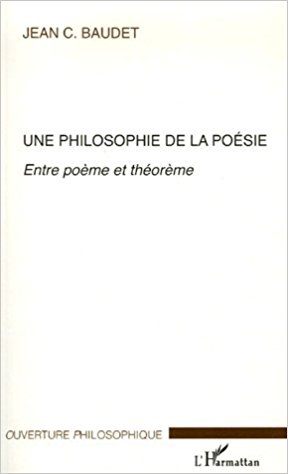 JEAN C. BAUDET
UNE PHILOSOPHIE DE LA POÉSIE
Entre poème et théorème
OUVERTURE PHILOSOPHIQUE
L'Harmattan